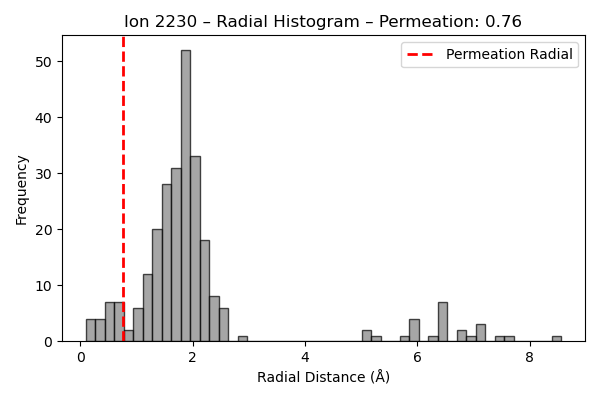 Ion 2230 – Radial Histogram – Permeation: 0.76
Permeation Radial
Frequency
50
40
30
20
10
0
0 2 4 6 8
Radial Distance (Å)